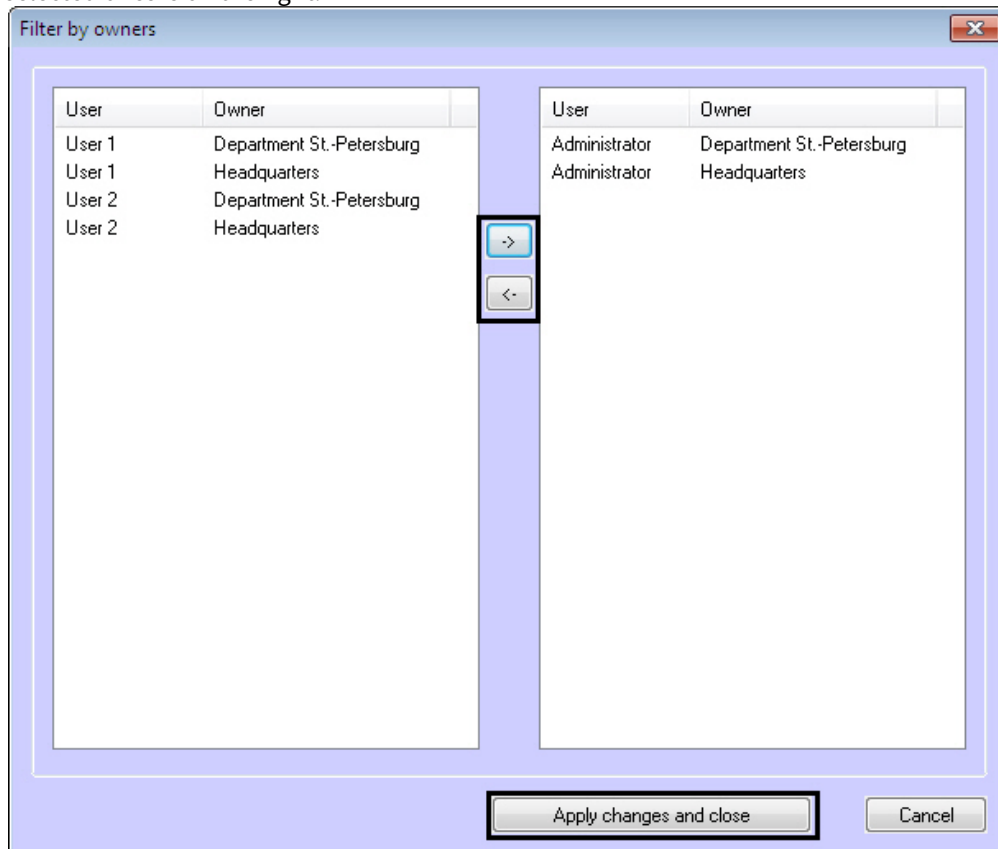 Filter by owners
User Owner
User 1 Department St.-Petersburg
User 1 Headquarters
User 2 Department St.-Petersburg
User 2 Headquarters
->
<-
User Owner
Administrator Department St.-Petersburg
Administrator Headquarters
Apply changes and close Cancel